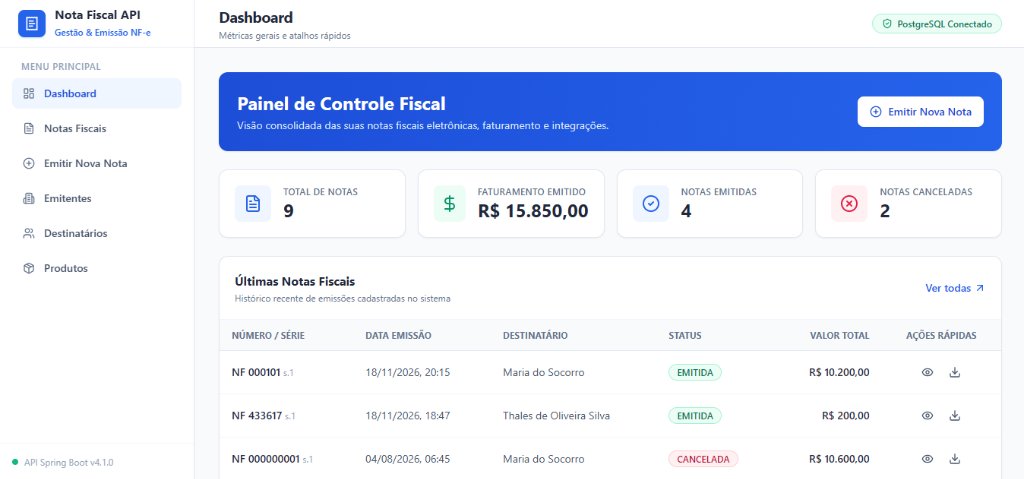 Nota Fiscal API
Gestão & Emissão NF-e
MENU PRINCIPAL
Dashboard
Notas Fiscais
Emitir Nova Nota
Emitentes
Destinatários
Produtos
API Spring Boot v4.1.0
Dashboard
Métricas gerais e atalhos rápidos
PostgreSQL Conectado
Painel de Controle Fiscal
Visão consolidada das suas notas fiscais eletrônicas, faturamento e integrações.
Emitir Nova Nota
TOTAL DE NOTAS
9
FATURAMENTO EMITIDO
R$ 15.850,00
NOTAS EMITIDAS
4
NOTAS CANCELADAS
2
Últimas Notas Fiscais
Histórico recente de emissões cadastradas no sistema
Ver todas
NÚMERO / SÉRIE DATA EMISSÃO DESTINATÁRIO STATUS VALOR TOTAL AÇÕES RÁPIDAS
NF 000101 s.1 18/11/2026, 20:15 Maria do Socorro EMITIDA R$ 10.200,00
NF 433617 s.1 18/11/2026, 18:47 Thales de Oliveira Silva EMITIDA R$ 200,00
NF 000000001 s.1 04/08/2026, 06:45 Maria do Socorro CANCELADA R$ 10.600,00